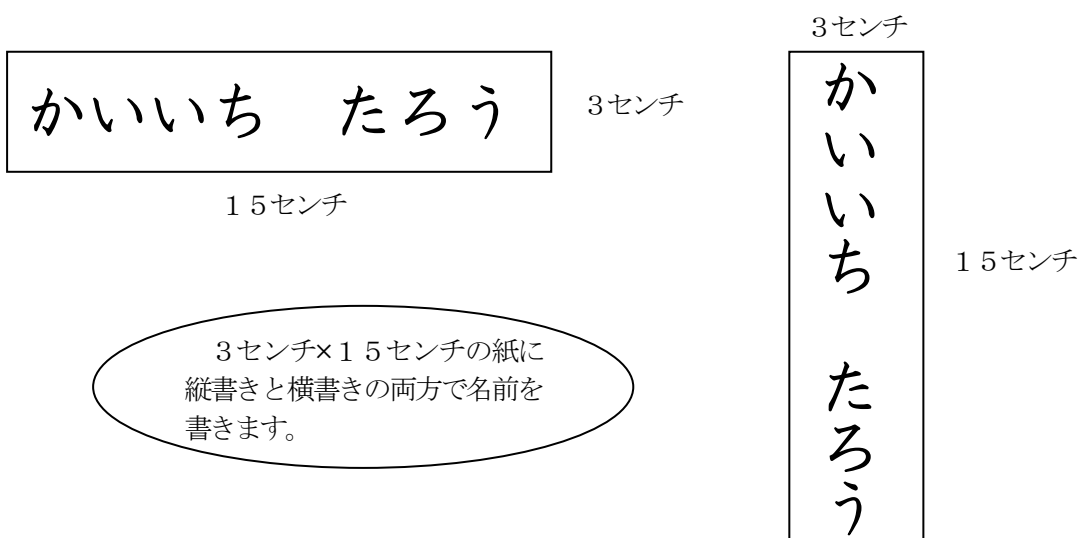 かいいち　たろう
３センチ
１５センチ
３センチ×１５センチの紙に
縦書きと横書きの両方で名前を
書きます。
３センチ
かいいち　たろう
１５センチ